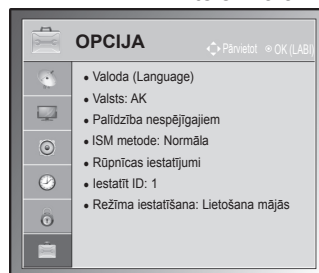 OPCIJA
Pārvietot OK (LABI)
• Valoda (Language)
• Valsts: AK
• Palīdzība nespējīgajiem
• ISM metode: Normāla
• Rūpnīcas iestatījumi
• Iestatīt ID: 1
• Režīma iestatīšana: Lietošana mājās